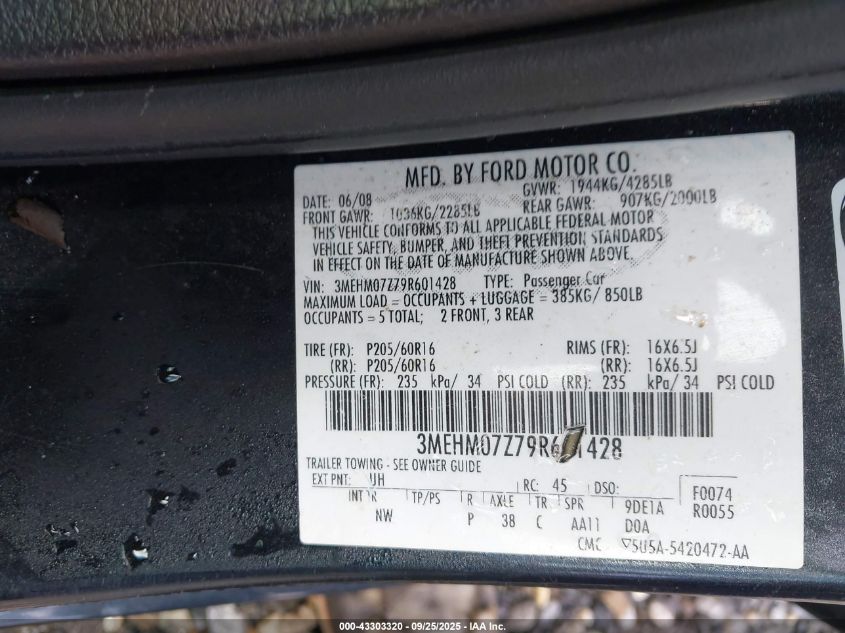 MFD. BY FORD MOTOR CO.
DATE: 06/08 GVWR: 1944KG/4285LB
FRONT GAWR: 1036KG/2285LB REAR GAWR: 907KG/2000LB
THIS VEHICLE CONFORMS TO ALL APPLICABLE FEDERAL MOTOR
VEHICLE SAFETY, BUMPER, AND THEFT PREVENTION STANDARDS
IN EFFECT ON THE DATE OF MANUFACTURE SHOWN ABOVE.
VIN: 3MEHM07Z79R601428 TYPE: Passenger Car
MAXIMUM LOAD = OCCUPANTS + LUGGAGE = 385KG/ 850LB
OCCUPANTS = 5 TOTAL; 2 FRONT, 3 REAR
TIRE (FR): P205/60R16 RIMS (FR): 16X6.5J
(RR): P205/60R16 (RR): 16X6.5J
PRESSURE (FR): 235 kPa/ 34 PSI COLD (RR): 235 kPa/ 34 PSI COLD
3MEHM07Z79R601428
TRAILER TOWING - SEE OWNER GUIDE
EXT PNT: UH RC: 45 DSO: F0074
INT TR TP/PS R AXLE TR SPR 9DE1A R0055
NW P 38 C AA11 D0A
CMC 5U5A-5420472-AA
000-43303320 - 09/25/2025 - IAA Inc.